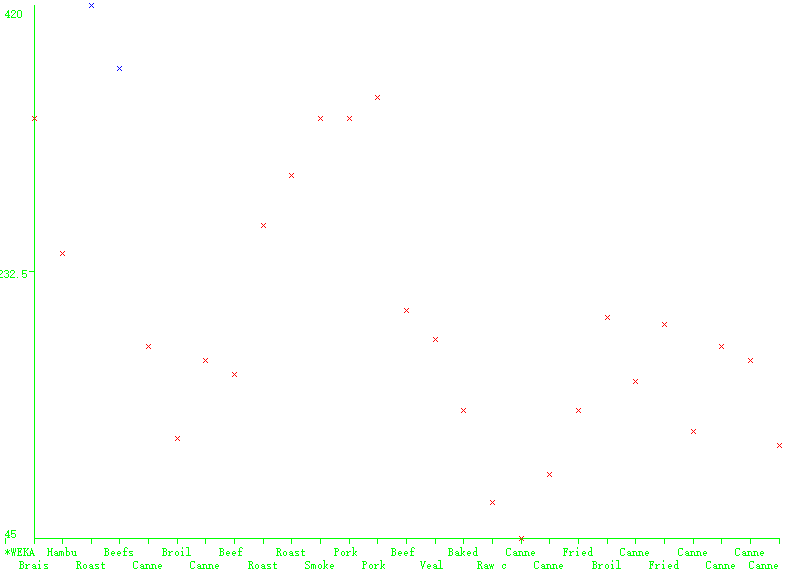 420
232.5
45
*WEKA Hambu Beefs Broil Beef Roast Pork Beef Baked Canne Fried Canne Canne Canne
Brais Roast Canne Canne Roast Smoke Pork Veal Raw c Canne Broil Fried Canne Canne